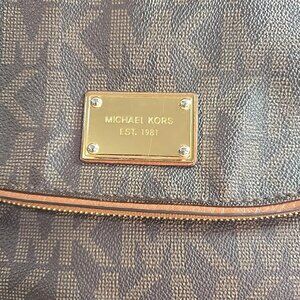 MICHAEL KORS
EST. 1981